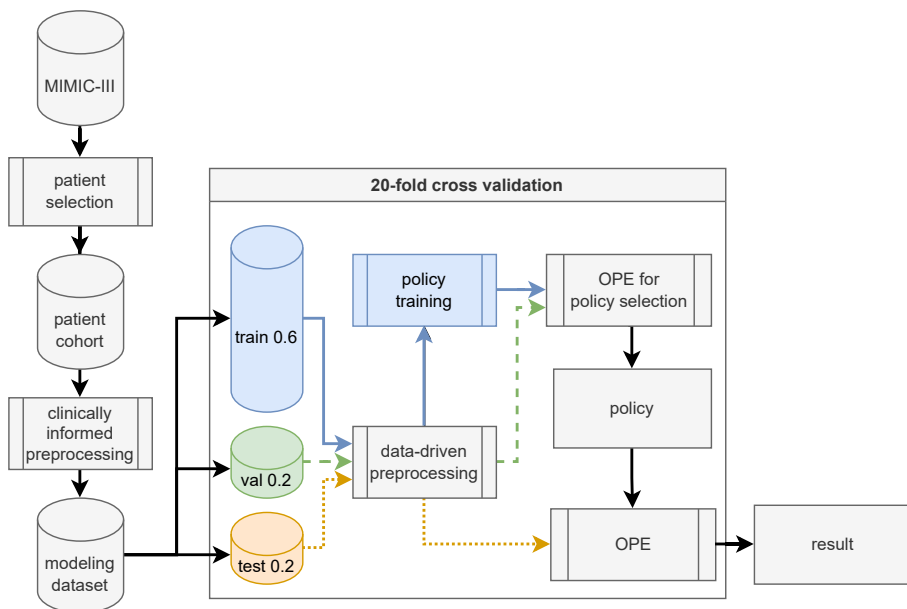 MIMIC-III
patient
selection
patient
cohort
clinically
informed
preprocessing
modeling
dataset
20-fold cross validation
train 0.6
val 0.2
test 0.2
policy
training
data-driven
preprocessing
OPE for
policy selection
policy
OPE
result